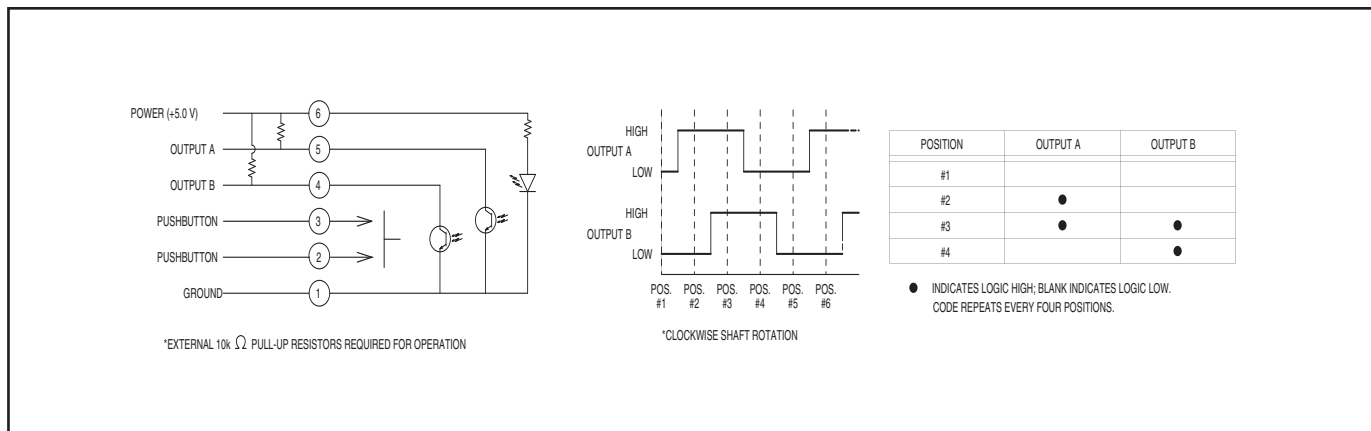 POWER (+5.0 V)
6
OUTPUT A
5
OUTPUT B
4
PUSHBUTTON
3
PUSHBUTTON
2
GROUND
1
*EXTERNAL 10k Ω PULL-UP RESISTORS REQUIRED FOR OPERATION
HIGH
OUTPUT A
LOW
HIGH
OUTPUT B
LOW
POS. POS. POS. POS. POS. POS.
#1 #2 #3 #4 #5 #6
*CLOCKWISE SHAFT ROTATION
POSITION OUTPUT A OUTPUT B
#1
#2 ●
#3 ● ●
#4 ●
● INDICATES LOGIC HIGH; BLANK INDICATES LOGIC LOW.
CODE REPEATS EVERY FOUR POSITIONS.